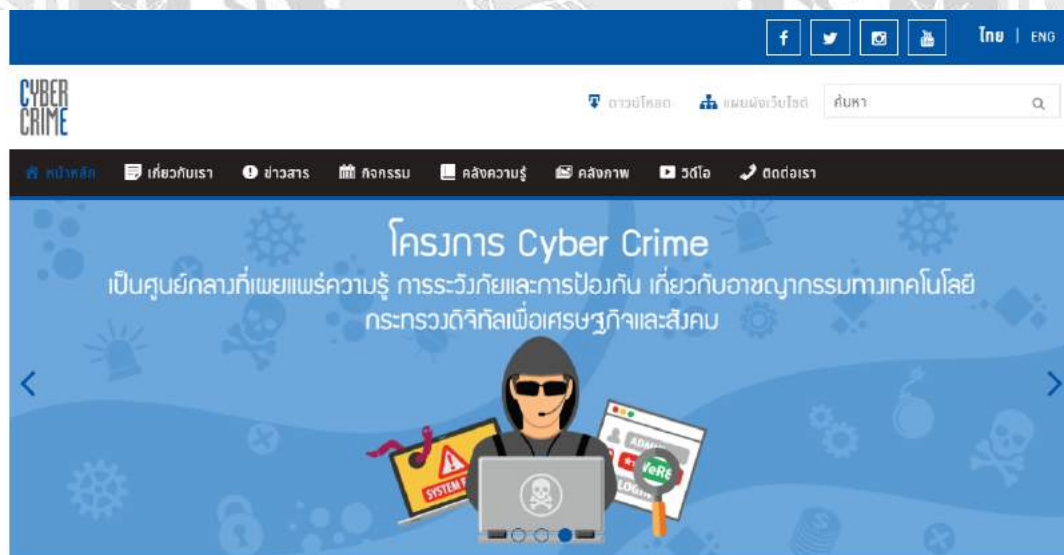 ไทย | ENG
CYBER
CRIME
ดาวน์โหลด แผนผังเว็บไซต์ ค้นหา
หน้าหลัก เกี่ยวกับเรา ข่าวสาร กิจกรรม คลังความรู้ คลังภาพ วิดีโอ ติดต่อเรา
โครงการ Cyber Crime
เป็นศูนย์กลางที่เผยแพร่ความรู้ การระวังภัยและการป้องกัน เกี่ยวกับอาชญากรรมทางเทคโนโลยี
กระทรวงดิจิทัลเพื่อเศรษฐกิจและสังคม
SYSTEM
ADMI
VeRE
LOGIN